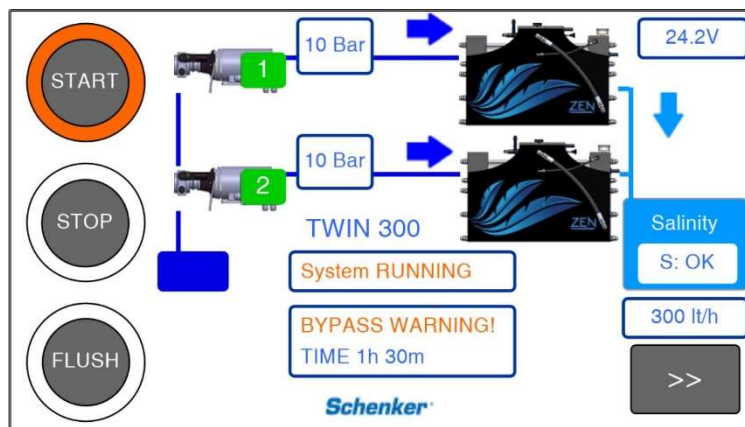 START
1
10 Bar
ZEN
24.2V
STOP
2
10 Bar
ZEN
TWIN 300
System RUNNING
Salinity
S: OK
300 lt/h
FLUSH
BYPASS WARNING!
TIME 1h 30m
>>
Schenker